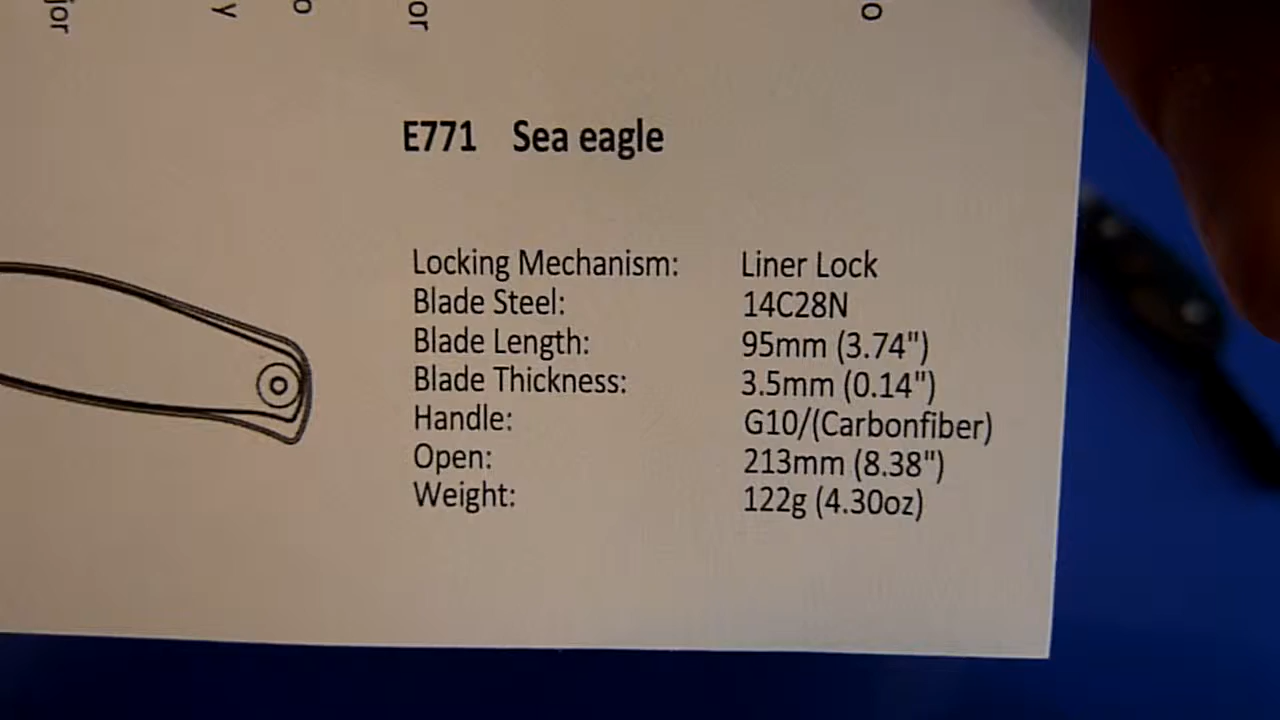 E771 Sea eagle
Locking Mechanism: Liner Lock
Blade Steel: 14C28N
Blade Length: 95mm (3.74")
Blade Thickness: 3.5mm (0.14")
Handle: G10/(Carbonfiber)
Open: 213mm (8.38")
Weight: 122g (4.30oz)